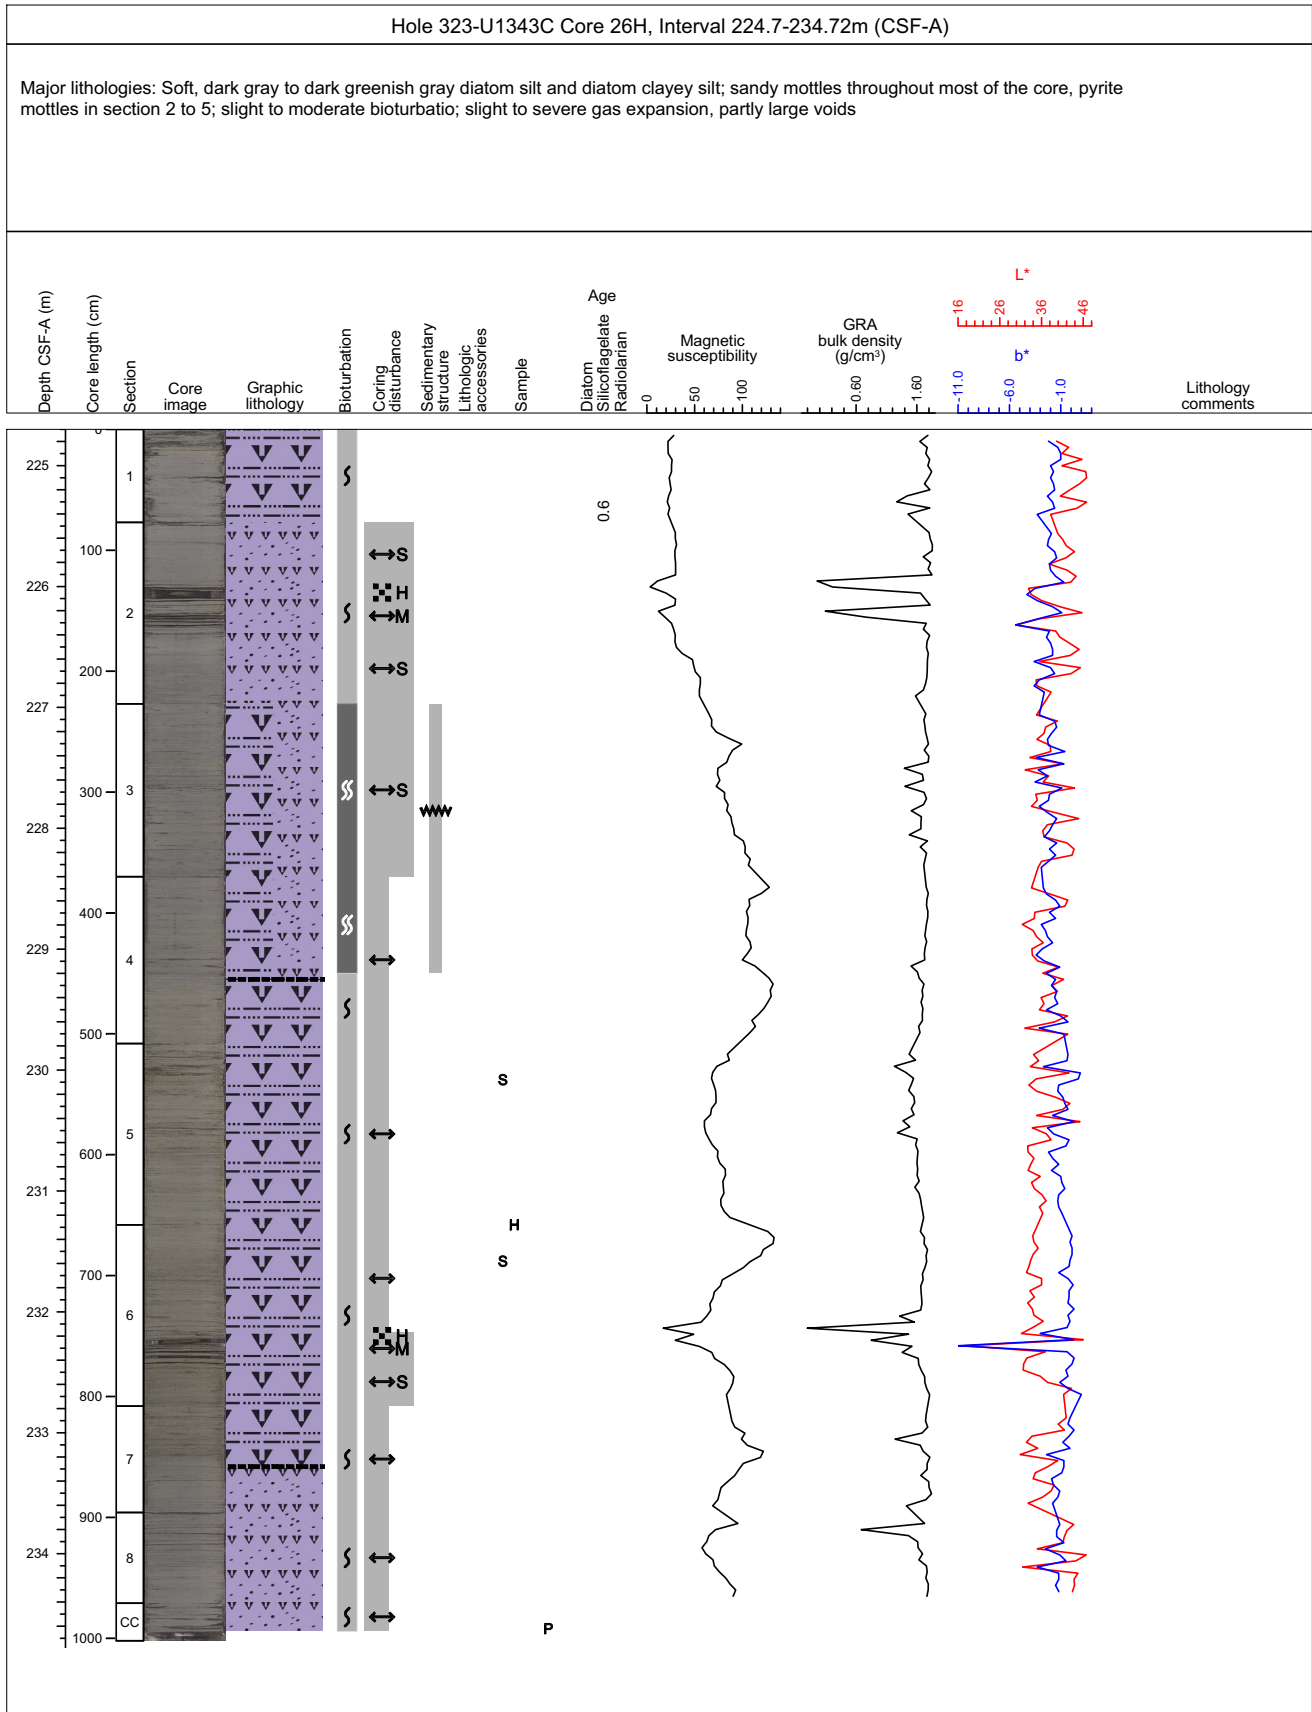 Hole 323-U1343C Core 26H, Interval 224.7-234.72m (CSF-A)
Major lithologies: Soft, dark gray to dark greenish gray diatom silt and diatom clayey silt; sandy mottles throughout most of the core, pyrite
mottles in section 2 to 5; slight to moderate bioturbatio; slight to severe gas expansion, partly large voids
Depth CSF-A (m)
Core length (cm)
Section
Core
image
Graphic
lithology
Bioturbation
Coring
disturbance
Sedimentary
structure
Lithologic
accessories
Sample
Age
Diatom
Silicoflagelate
Radiolarian
Magnetic
susceptibility
0 50 100
GRA
bulk density
(g/cm³)
0.60 1.60
L*
16 26 36 46
b*
-11.0 -6.0 -1.0
Lithology
comments
0
225
1
0.6
100
S
226
H
2
M
200
S
227
3
300
S
228
400
229
4
500
230
S
5
600
231
H
S
700
232
6
H
M
S
800
233
7
900
234
8
CC
P
1000